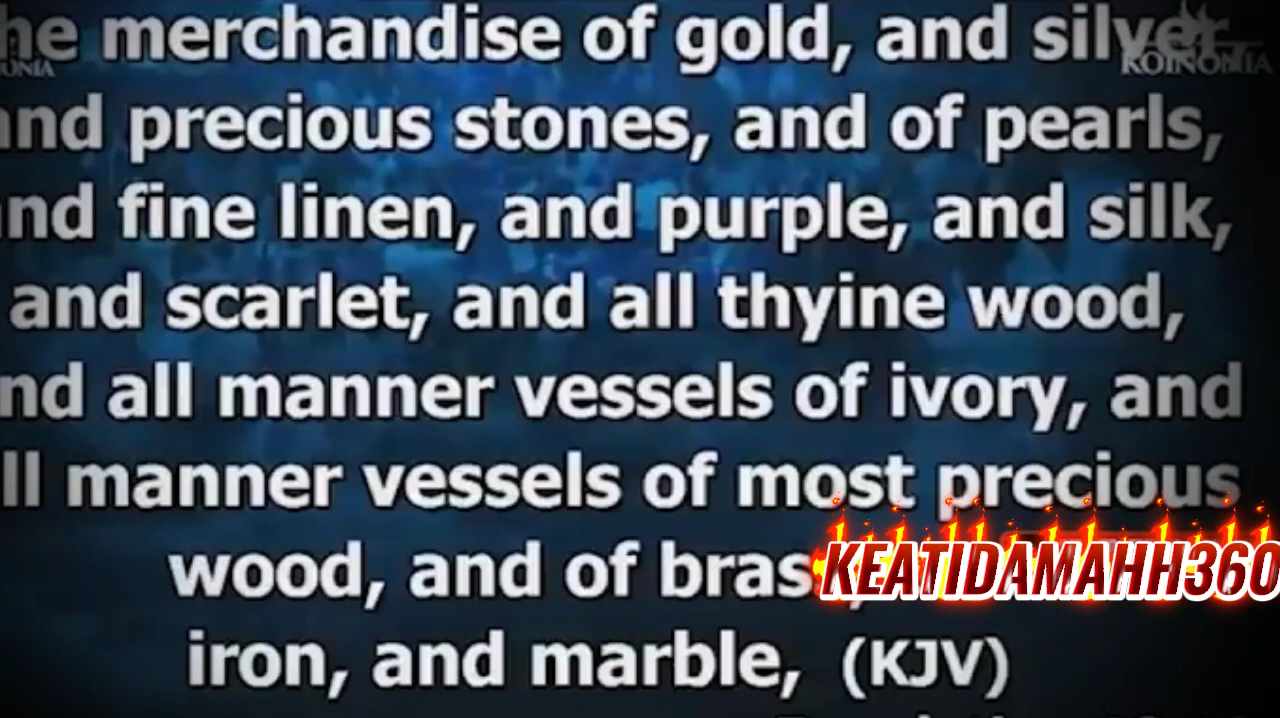 he merchandise of gold, and silver
KOINONIA
ONIA
nd precious stones, and of pearls,
nd fine linen, and purple, and silk,
and scarlet, and all thyine wood,
nd all manner vessels of ivory, and
ll manner vessels of most precious
wood, and of brass,
KEATIDAMAHH360
iron, and marble, (KJV)